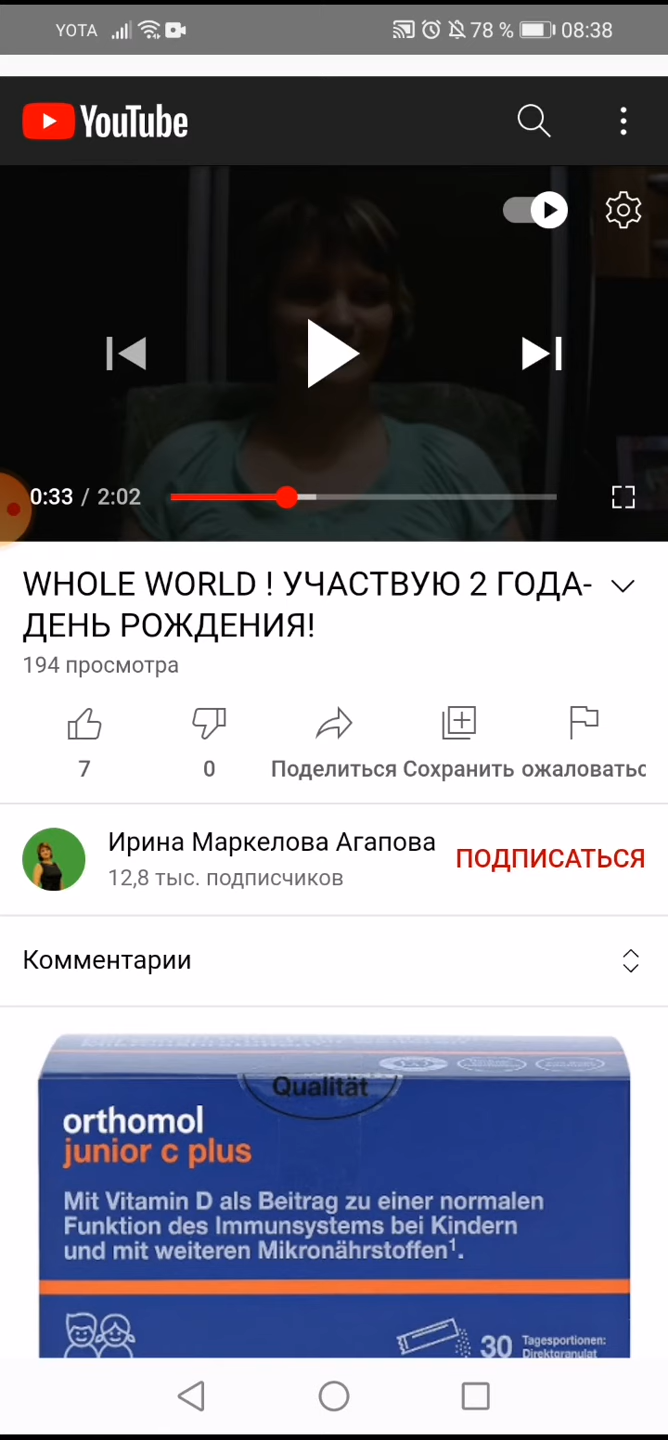 YOTA 78 % 08:38
YouTube
0:33 / 2:02
WHOLE WORLD ! УЧАСТВУЮ 2 ГОДА-
ДЕНЬ РОЖДЕНИЯ!
194 просмотра
7 0 Поделиться Сохранить ожаловатьс
Ирина Маркелова Агапова
12,8 тыс. подписчиков
ПОДПИСАТЬСЯ
Комментарии
Qualität
orthomol
junior c plus
Mit Vitamin D als Beitrag zu einer normalen
Funktion des Immunsystems bei Kindern
und mit weiteren Mikronährstoffen¹.
30 Tagesportionen:
Direktgranulat